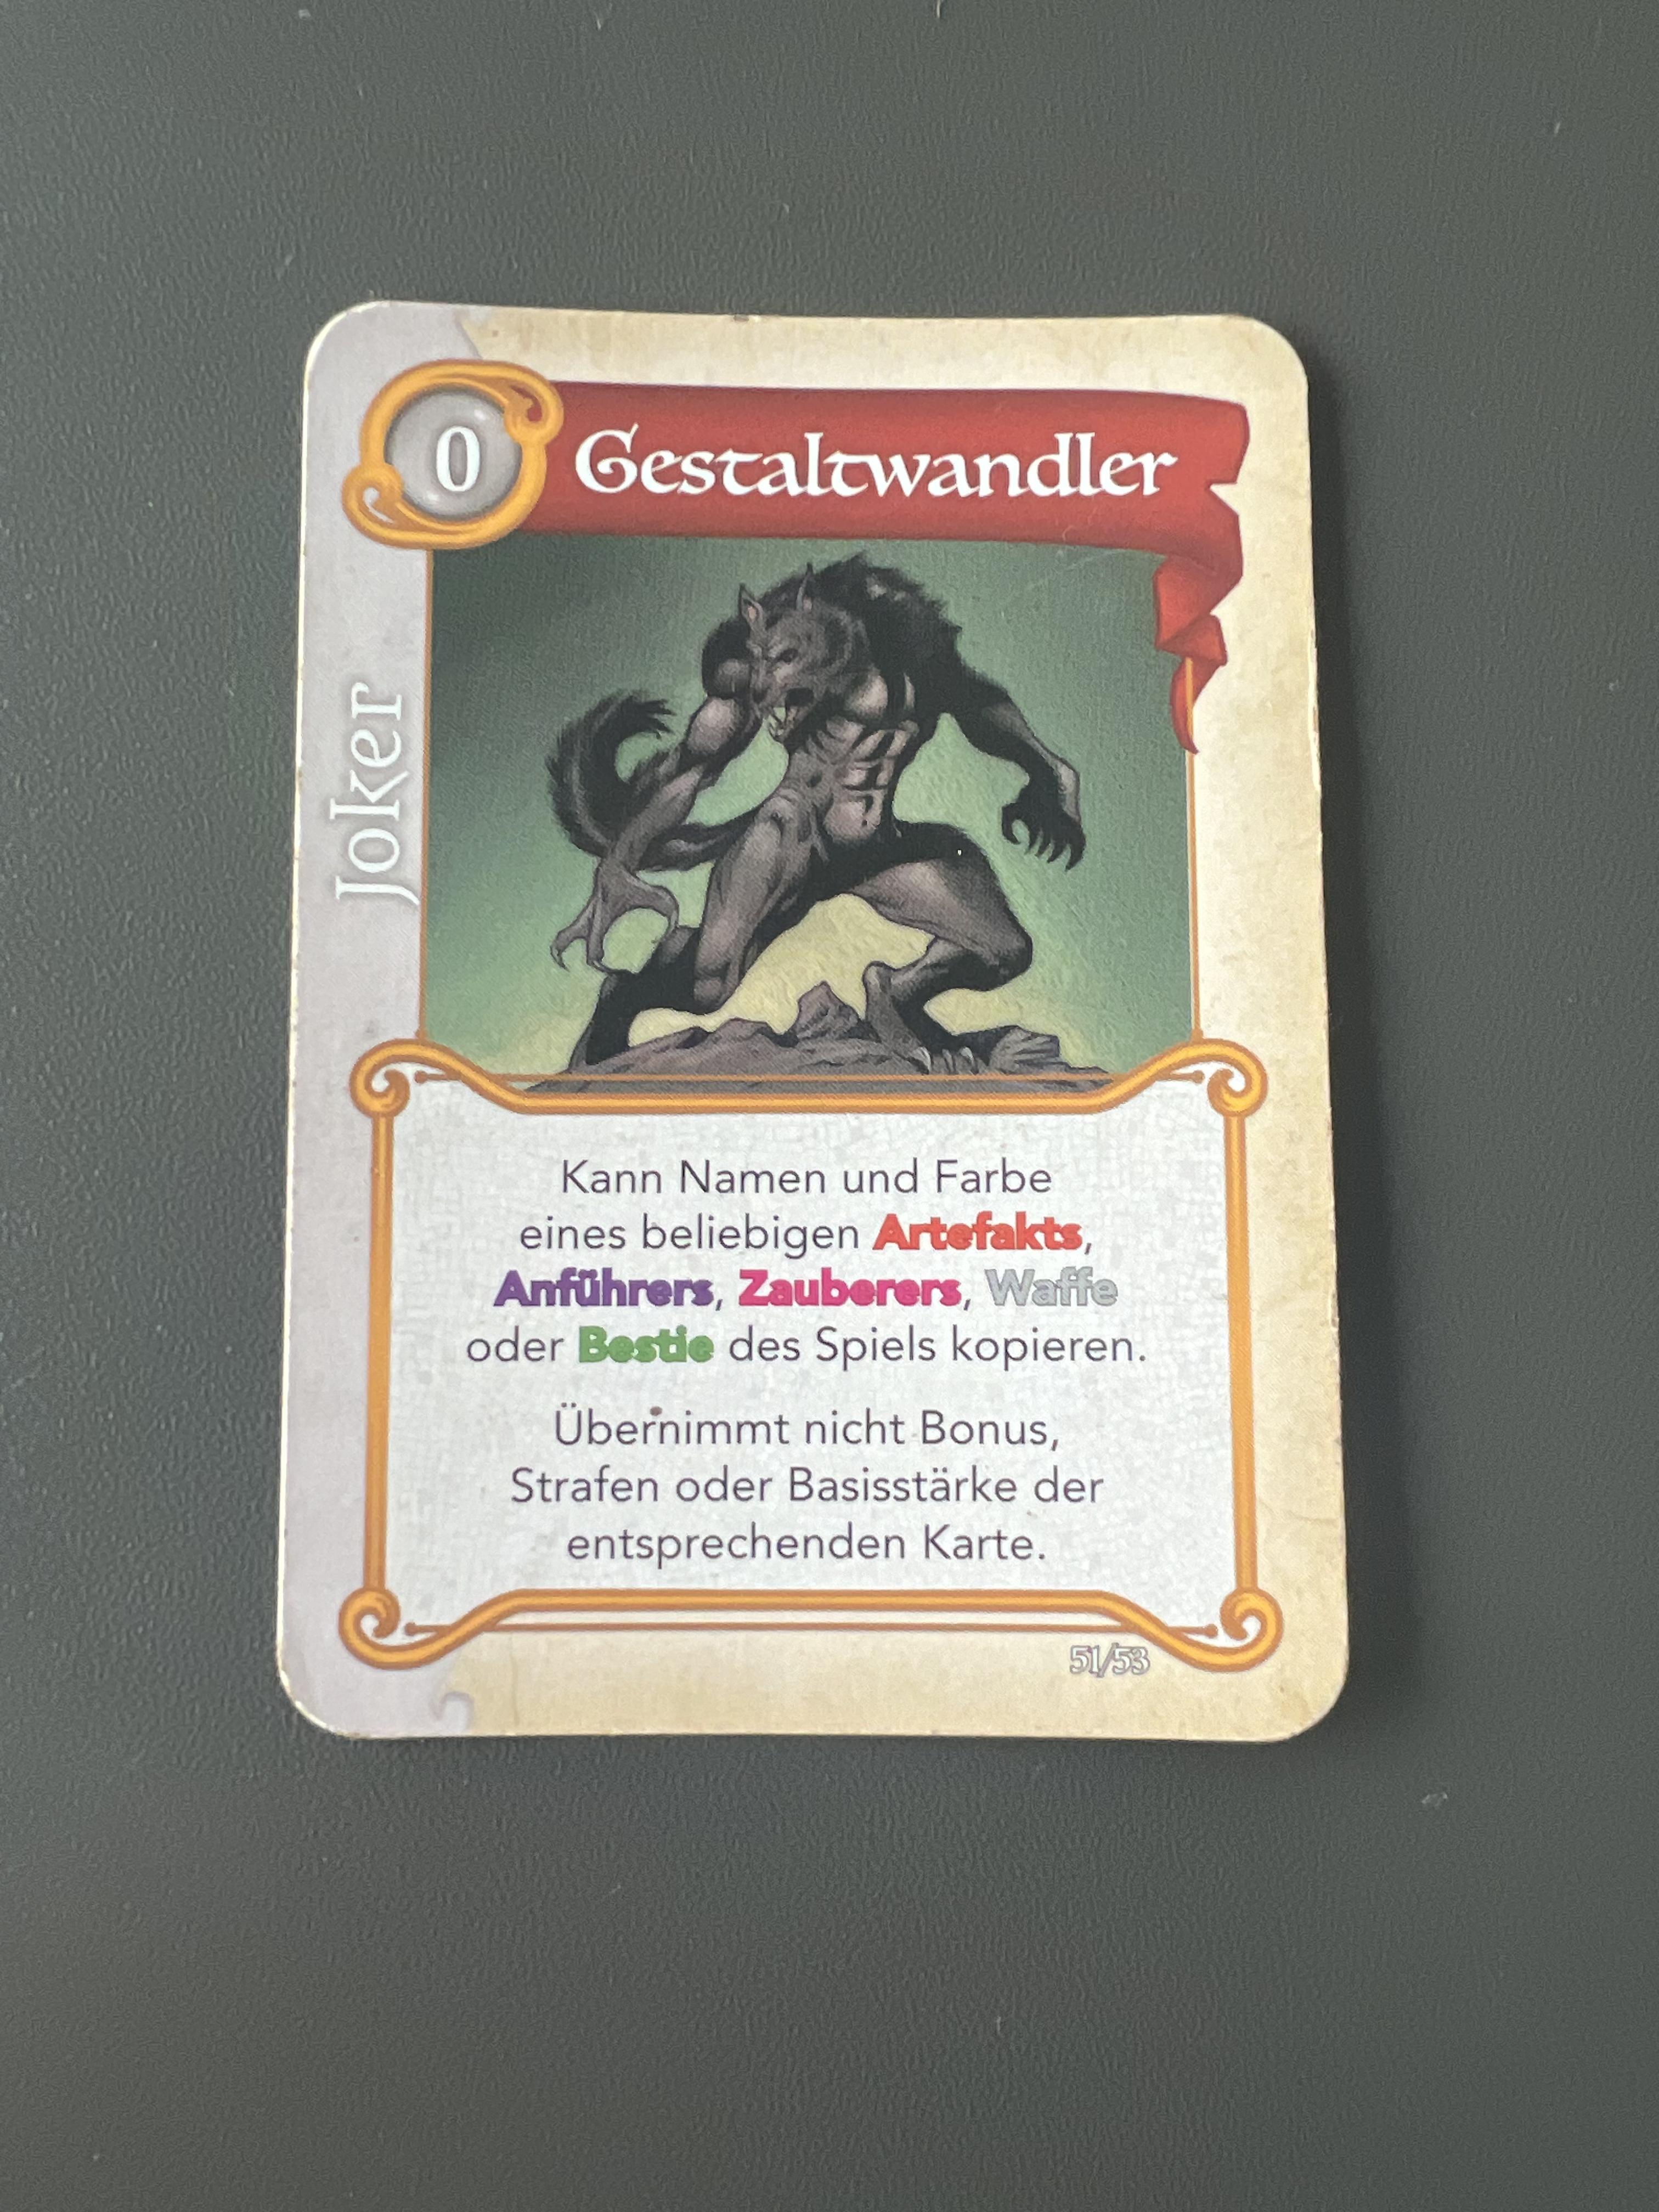 0
Gestaltwandler
Joker
Kann Namen und Farbe
eines beliebigen Artefakts,
Anführers, Zauberers, Waffe
oder Bestie des Spiels kopieren.
Übernimmt nicht Bonus,
Strafen oder Basisstärke der
entsprechenden Karte.
51/53